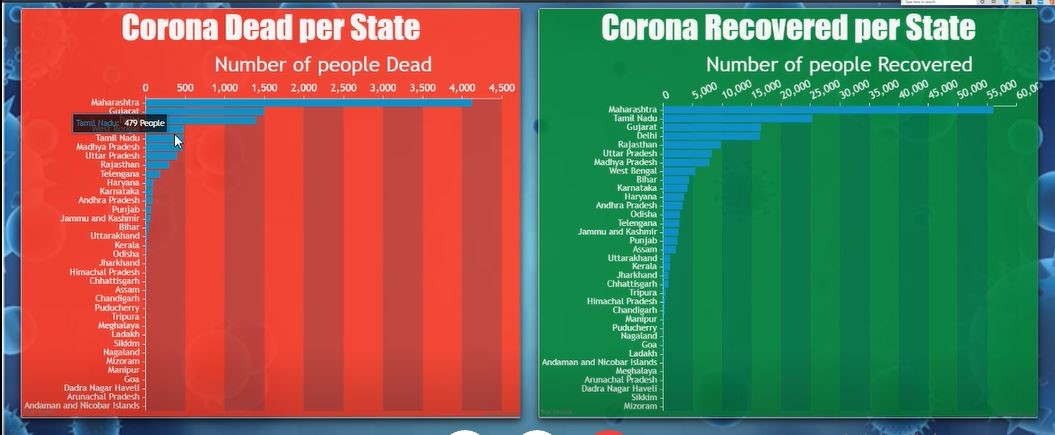 Type here to search
Corona Dead per State
Number of people Dead
0 500 1,000 1,500 2,000 2,500 3,000 3,500 4,000 4,500
Maharashtra
Gujarat
Tamil Nadu: 479 People
West Bengal
Tamil Nadu
Madhya Pradesh
Uttar Pradesh
Rajasthan
Telengana
Haryana
Karnataka
Andhra Pradesh
Punjab
Jammu and Kashmir
Bihar
Uttarakhand
Kerala
Odisha
Jharkhand
Himachal Pradesh
Chhattisgarh
Assam
Chandigarh
Puducherry
Tripura
Meghalaya
Ladakh
Sikkim
Nagaland
Mizoram
Manipur
Goa
Dadra Nagar Haveli
Arunachal Pradesh
Andaman and Nicobar Islands
Corona Recovered per State
Number of people Recovered
0 5,000 10,000 15,000 20,000 25,000 30,000 35,000 40,000 45,000 50,000 55,000 60,0
Maharashtra
Tamil Nadu
Gujarat
Delhi
Rajasthan
Uttar Pradesh
Madhya Pradesh
West Bengal
Bihar
Karnataka
Haryana
Andhra Pradesh
Odisha
Telengana
Jammu and Kashmir
Punjab
Assam
Uttarakhand
Kerala
Jharkhand
Chhattisgarh
Tripura
Himachal Pradesh
Chandigarh
Manipur
Puducherry
Nagaland
Goa
Ladakh
Andaman and Nicobar Islands
Meghalaya
Arunachal Pradesh
Dadra Nagar Haveli
Sikkim
Mizoram